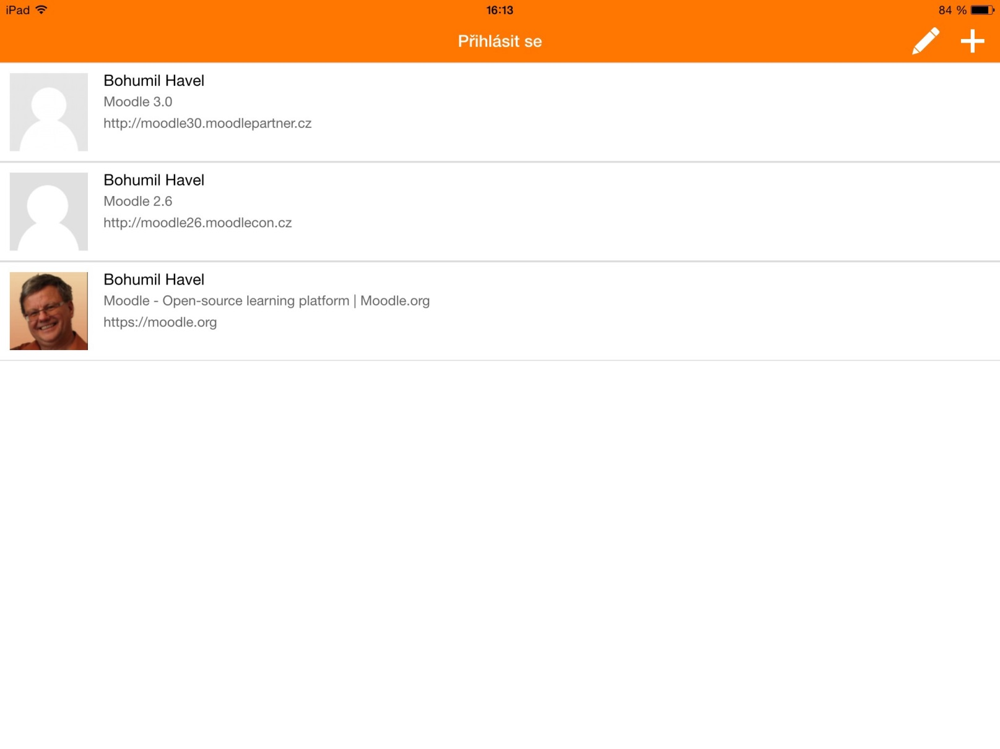 iPad 16:13 84 %
Přihlásit se
Bohumil Havel
Moodle 3.0
http://moodle30.moodlepartner.cz
Bohumil Havel
Moodle 2.6
http://moodle26.moodlecon.cz
Bohumil Havel
Moodle - Open-source learning platform | Moodle.org
https://moodle.org